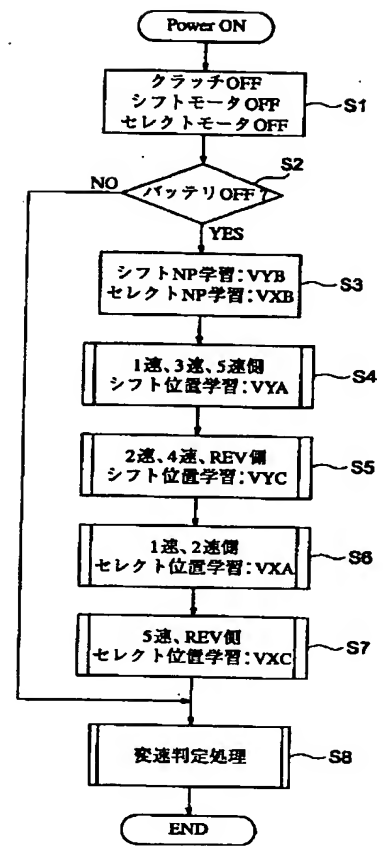 Power ON
クラッチOFF
シフトモータOFF
セレクトモータOFF
S1
S2
バッテリOFF ?
NO
YES
シフトNP学習:VYB
セレクトNP学習:VXB
S3
1速、3速、5速側
シフト位置学習:VYA
S4
2速、4速、REV側
シフト位置学習:VYC
S5
1速、2速側
セレクト位置学習:VXA
S6
5速、REV側
セレクト位置学習:VXC
S7
変速判定処理
S8
END